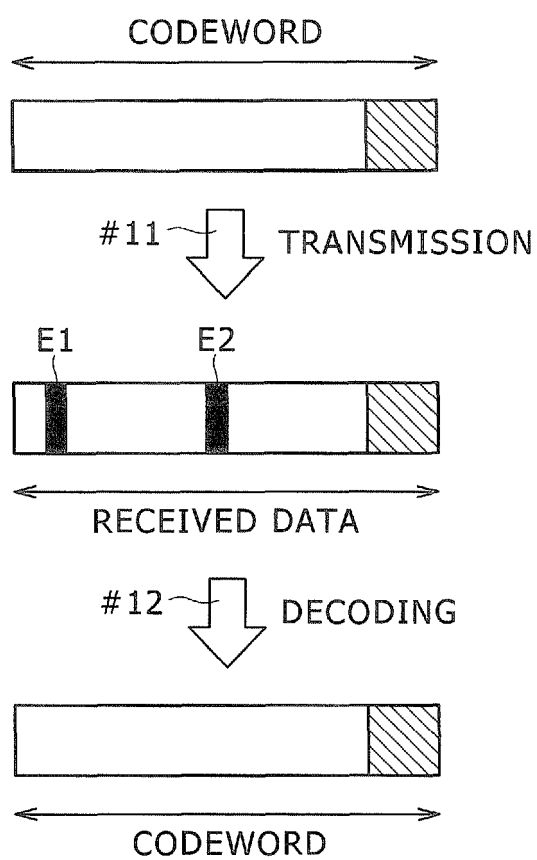 CODEWORD
#11 TRANSMISSION
E1 E2
RECEIVED DATA
#12 DECODING
CODEWORD